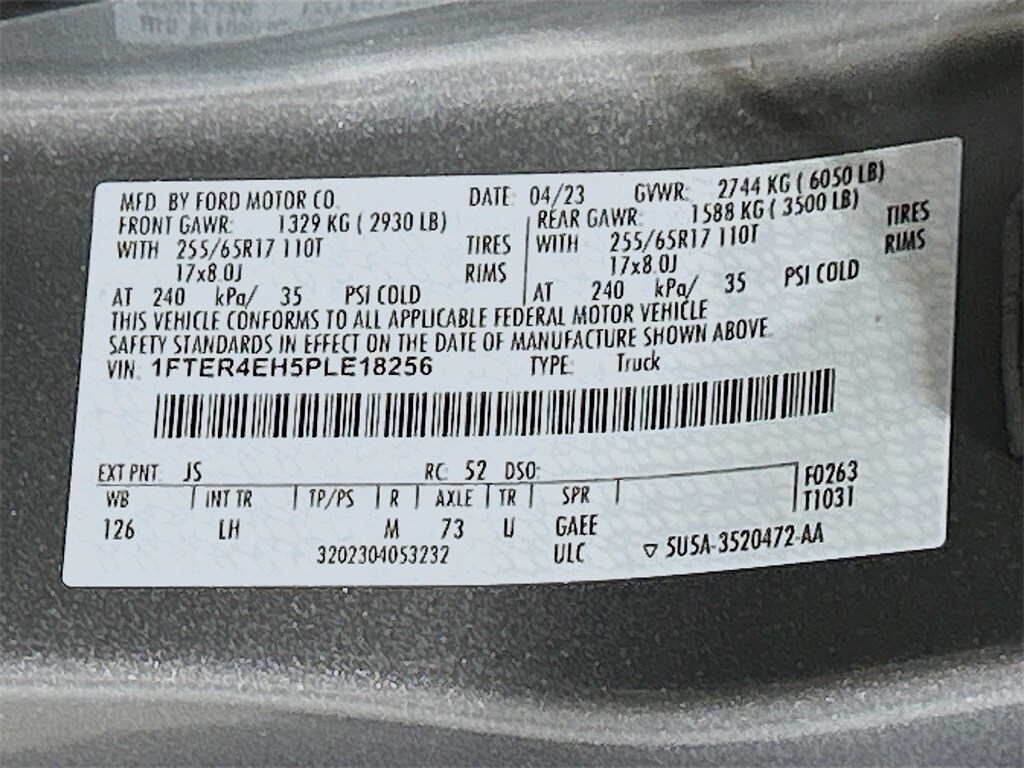 MFD. BY FORD MOTOR CO. DATE: 04/23 GVWR: 2744 KG ( 6050 LB)
FRONT GAWR: 1329 KG ( 2930 LB) REAR GAWR: 1588 KG ( 3500 LB)
WITH 255/65R17 110T TIRES WITH 255/65R17 110T TIRES
17x8.0J RIMS 17x8.0J RIMS
AT 240 kPa/ 35 PSI COLD AT 240 kPa/ 35 PSI COLD
THIS VEHICLE CONFORMS TO ALL APPLICABLE FEDERAL MOTOR VEHICLE
SAFETY STANDARDS IN EFFECT ON THE DATE OF MANUFACTURE SHOWN ABOVE.
VIN: 1FTER4EH5PLE18256 TYPE: Truck
EXT PNT: JS RC: 52 DSO: F0263
WB INT TR TP/PS R AXLE TR SPR T1031
126 LH M 73 U GAEE
3202304053232 ULC ▽ 5U5A-3520472-AA